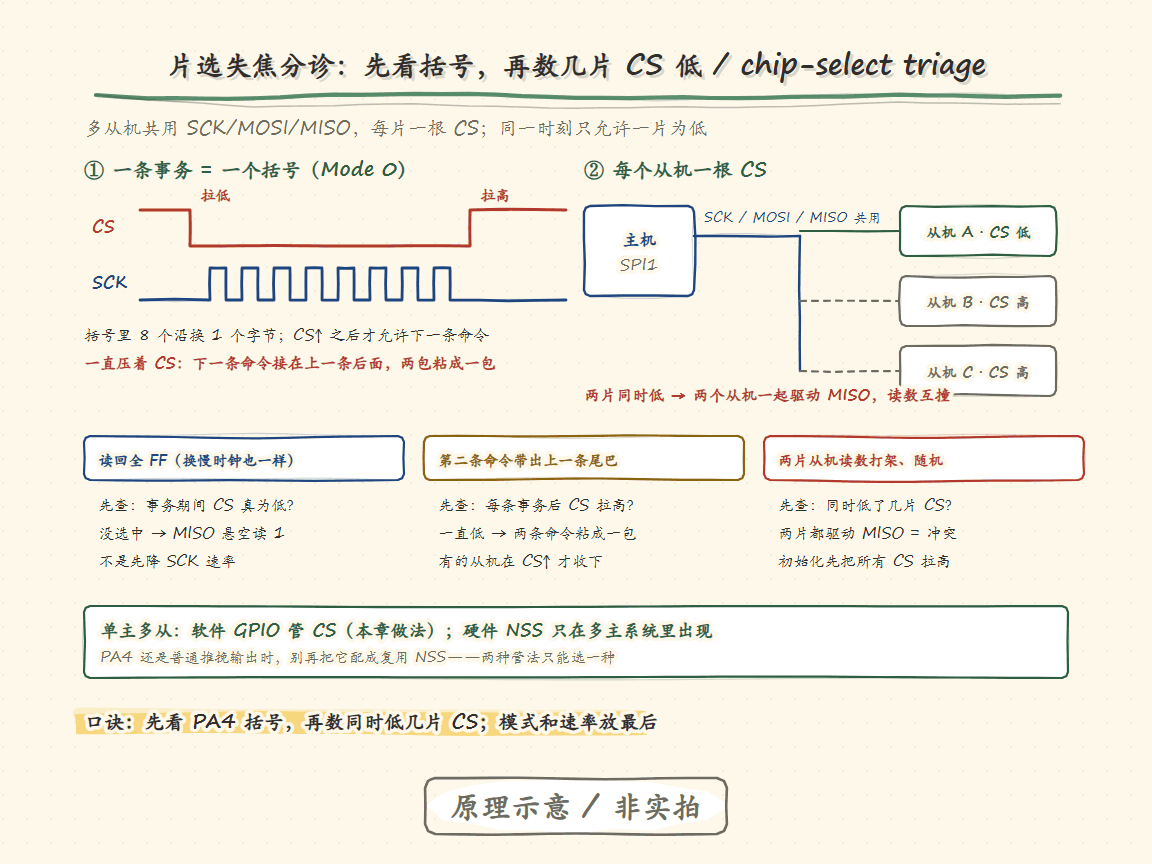 片选失焦分诊：先看括号，再数几片 CS 低 / chip-select triage
多从机共用 SCK/MOSI/MISO，每片一根 CS；同一时刻只允许一片为低
① 一条事务 = 一个括号（Mode 0）
拉低
拉高
CS
SCK
括号里 8 个沿换 1 个字节；CS↑ 之后才允许下一条命令
一直压着 CS：下一条命令接在上一条后面，两包粘成一包
② 每个从机一根 CS
主机
SPI1
SCK / MOSI / MISO 共用
从机 A · CS 低
从机 B · CS 高
从机 C · CS 高
两片同时低 → 两个从机一起驱动 MISO，读数互撞
读回全 FF（换慢时钟也一样）
先查：事务期间 CS 真为低?
没选中 → MISO 悬空读 1
不是先降 SCK 速率
第二条命令带出上一条尾巴
先查：每条事务后 CS 拉高?
一直低 → 两条命令粘成一包
有的从机在 CS↑ 才收下
两片从机读数打架、随机
先查：同时低了几片 CS?
两片都驱动 MISO = 冲突
初始化先把所有 CS 拉高
单主多从：软件 GPIO 管 CS（本章做法）；硬件 NSS 只在多主系统里出现
PA4 还是普通推挽输出时，别再把它配成复用 NSS——两种管法只能选一种
口诀：先看 PA4 括号，再数同时低几片 CS；模式和速率放最后
原理示意 / 非实拍